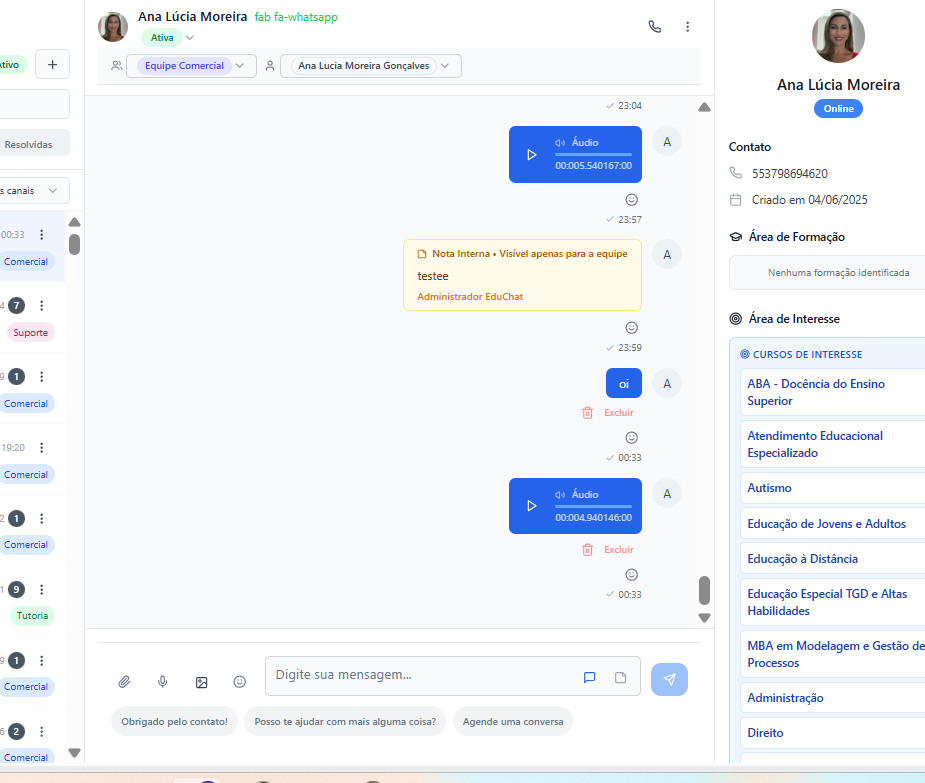 Ativo
Resolvidas
s canais
00:33
Comercial
4 7
Suporte
9 1
Comercial
19:20
Comercial
2 1
Comercial
1 9
Tutoria
9 1
Comercial
6 2
Comercial
Ana Lúcia Moreira fab fa-whatsapp
Ativa
Equipe Comercial
Ana Lucia Moreira Gonçalves
23:04
Áudio
00:005.540167:00
A
23:57
Nota Interna • Visível apenas para a equipe
testee
Administrador EduChat
A
23:59
oi
A
Excluir
00:33
Áudio
00:004.940146:00
A
Excluir
00:33
Digite sua mensagem...
Obrigado pelo contato!
Posso te ajudar com mais alguma coisa?
Agende uma conversa
Ana Lúcia Moreira
Online
Contato
553798694620
Criado em 04/06/2025
Área de Formação
Nenhuma formação identificada
Área de Interesse
CURSOS DE INTERESSE
ABA - Docência do Ensino
Superior
Atendimento Educacional
Especializado
Autismo
Educação de Jovens e Adultos
Educação à Distância
Educação Especial TGD e Altas
Habilidades
MBA em Modelagem e Gestão de
Processos
Administração
Direito